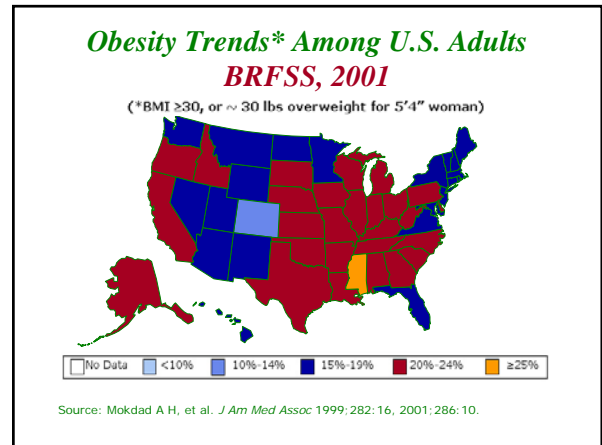 Obesity Trends* Among U.S. Adults
BRFSS, 2001
(*BMI ≥30, or ~ 30 lbs overweight for 5’4” woman)
No Data <10% 10%-14% 15%-19% 20%-24% ≥25%
Source: Mokdad A H, et al. J Am Med Assoc 1999;282:16, 2001;286:10.